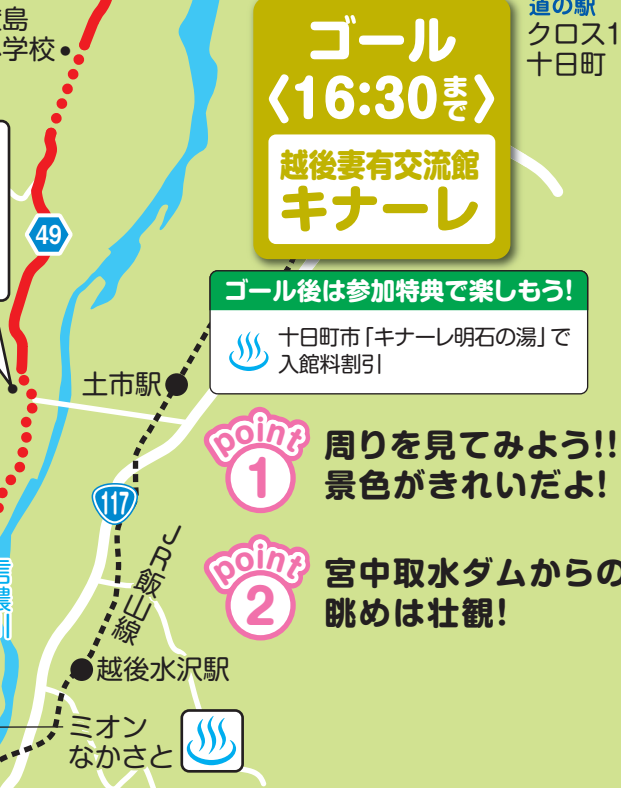 島
学校
49
ゴール
〈16:30まで〉
越後妻有交流館
キナーレ
道の駅
クロス1
十日町
ゴール後は参加特典で楽しもう!
十日町市「キナーレ明石の湯」で
入館料割引
土市駅
point
1
周りを見てみよう!!
景色がきれいだよ!
117
JR飯山線
point
2
宮中取水ダムからの
眺めは壮観!
信濃川
越後水沢駅
ミオン
なかさと